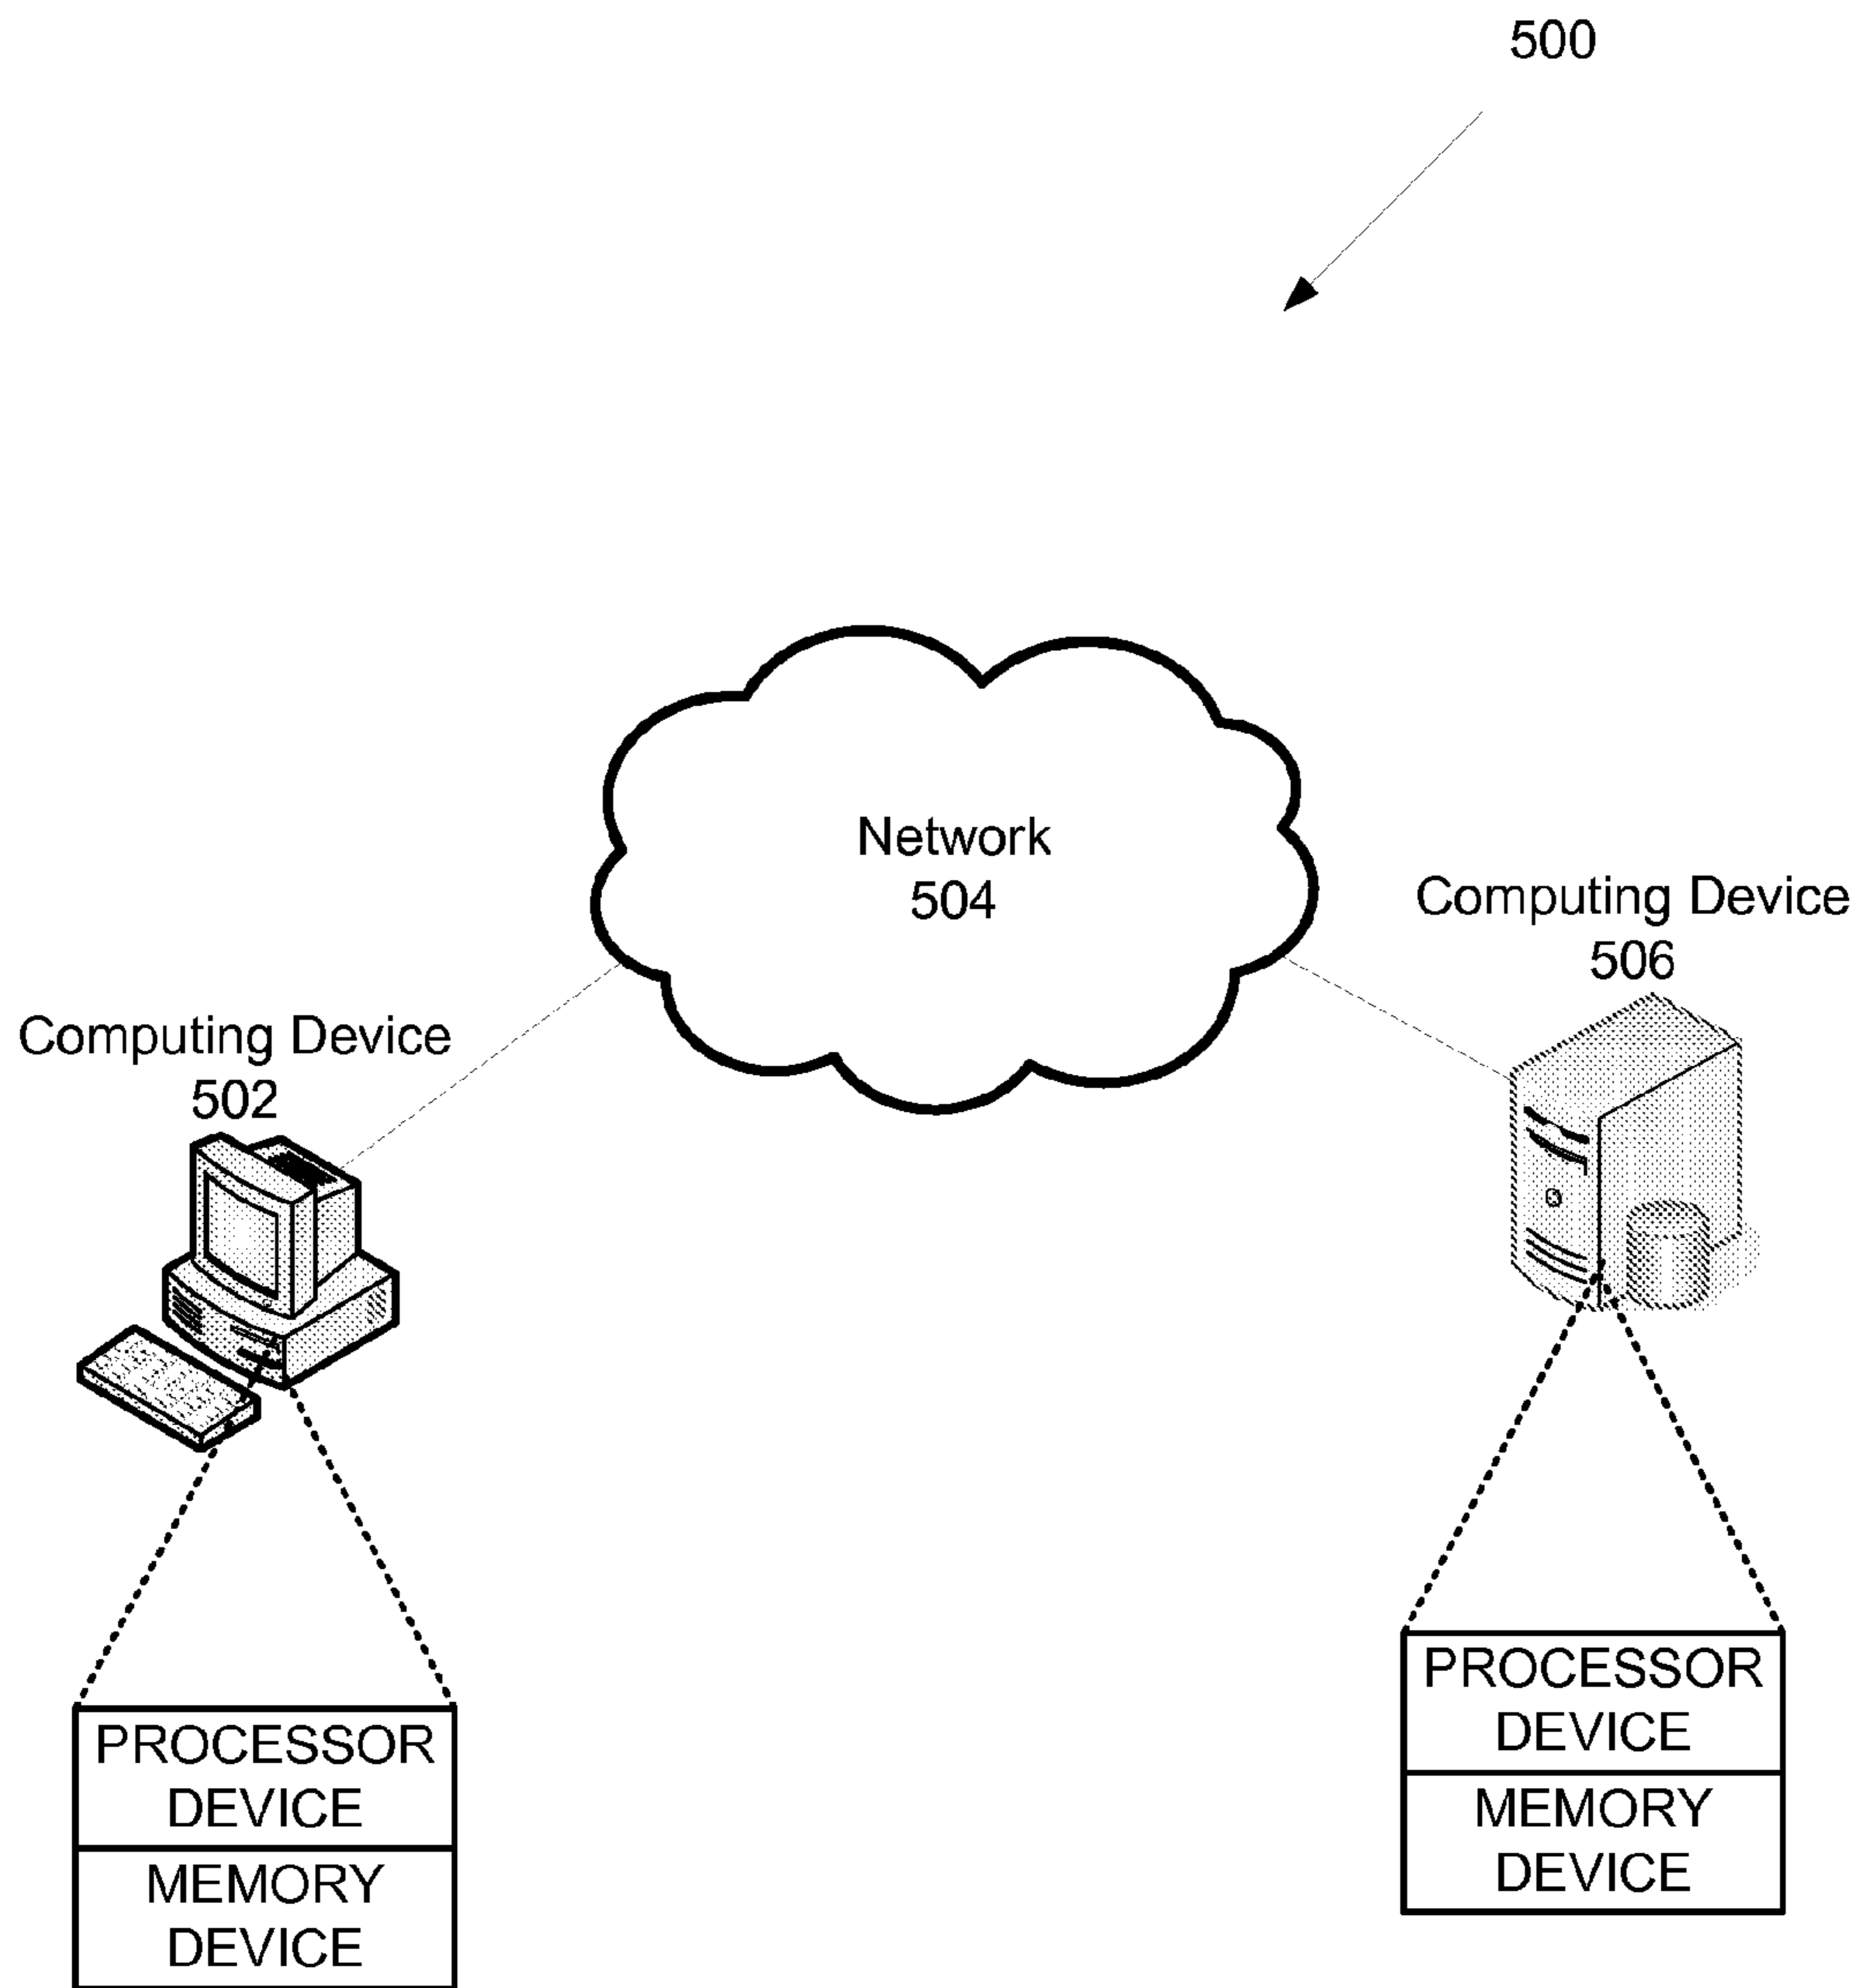 500
Network
504
Computing Device
506
Computing Device
502
PROCESSOR
DEVICE
MEMORY
DEVICE
PROCESSOR
DEVICE
MEMORY
DEVICE